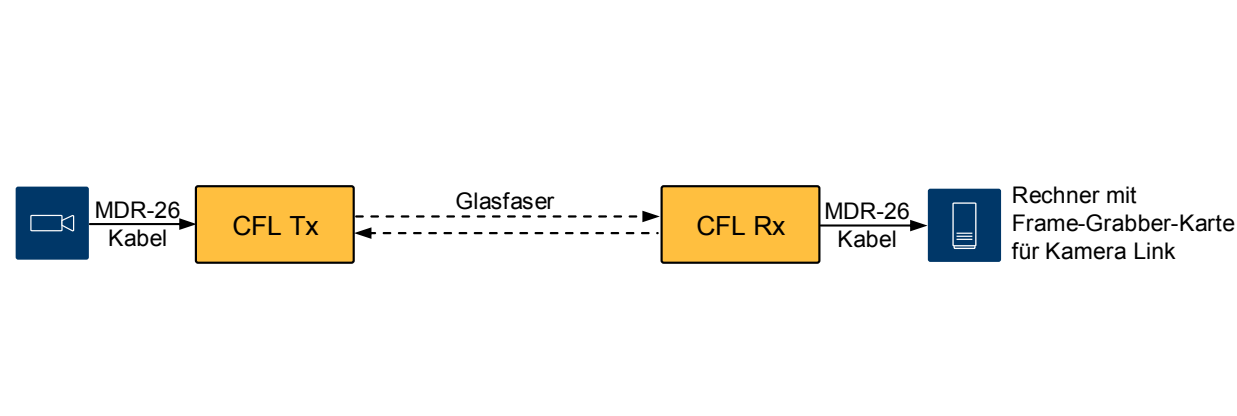 MDR-26
Kabel
CFL Tx
Glasfaser
CFL Rx
MDR-26
Kabel
Rechner mit
Frame-Grabber-Karte
für Kamera Link